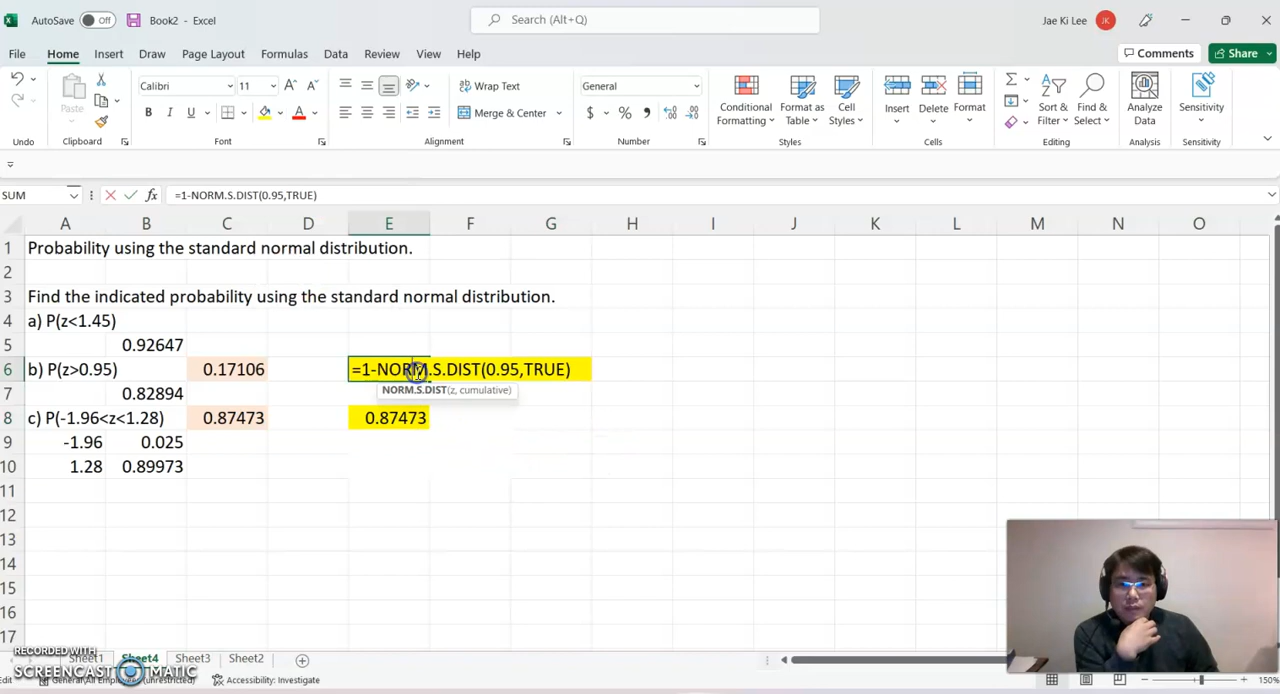 AutoSave Off Book2 - Excel Search (Alt+Q) Jae Ki Lee JK
File Home Insert Draw Page Layout Formulas Data Review View Help Comments Share
Calibri 11 Wrap Text General
Paste Merge & Center Conditional Formatting Format as Table Cell Styles Insert Delete Format Sort & Filter Find & Select Analyze Data Sensitivity
Undo Clipboard Font Alignment Number Styles Cells Editing Analysis Sensitivity
SUM =1-NORM.S.DIST(0.95,TRUE)
A B C D E F G H I J K L M N O
1 Probability using the standard normal distribution.
2
3 Find the indicated probability using the standard normal distribution.
4 a) P(z<1.45)
5 0.92647
6 b) P(z>0.95) 0.17106 =1-NORM.S.DIST(0.95,TRUE)
7 0.82894 NORM.S.DIST(z, cumulative)
8 c) P(-1.96<z<1.28) 0.87473 0.87473
9 -1.96 0.025
10 1.28 0.89973
11
12
13
14
15
16
17
RECORDED WITH
Sheet1 Sheet4 Sheet3 Sheet2
SCREENCAST MATIC
Accessibility: Investigate 150%